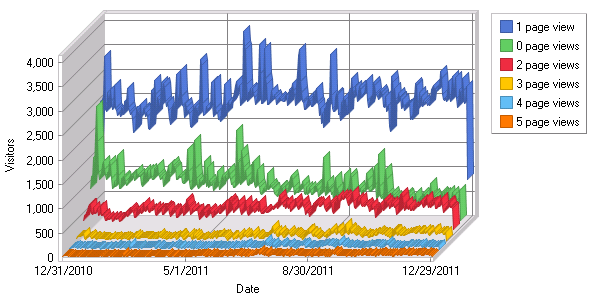 4,000
3,500
3,000
2,500
2,000
1,500
1,000
500
0
Visitors
12/31/2010
5/1/2011
8/30/2011
12/29/2011
Date
1 page view
0 page views
2 page views
3 page views
4 page views
5 page views